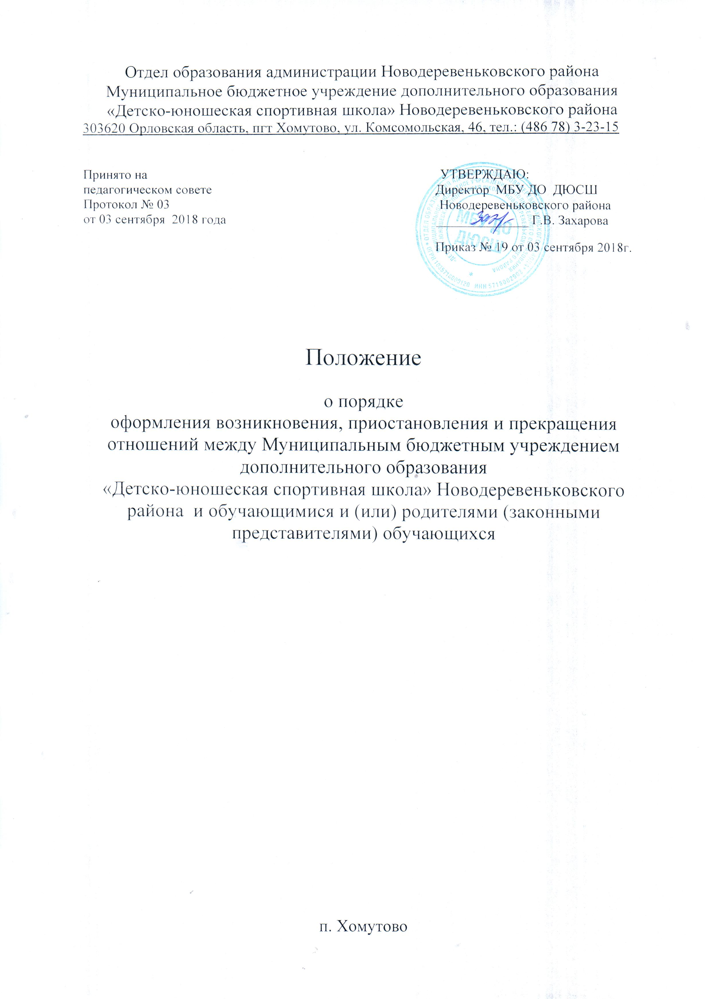 Отдел образования администрации Новодеревеньковского района
Муниципальное бюджетное учреждение дополнительного образования
«Детско-юношеская спортивная школа» Новодеревеньковского района
303620 Орловская область, пгт Хомутово, ул. Комсомольская, 46, тел.: (486 78) 3-23-15
Принято на
педагогическом совете
Протокол № 03
от 03 сентября 2018 года
УТВЕРЖДАЮ:
Директор МБУ ДО ДЮСШ
Новодеревеньковского района
Г.В. Захарова
Приказ № 19 от 03 сентября 2018г.
МБУ ДО
ДЮСШ
Положение
о порядке
оформления возникновения, приостановления и прекращения
отношений между Муниципальным бюджетным учреждением
дополнительного образования
«Детско-юношеская спортивная школа» Новодеревеньковского
района и обучающимися и (или) родителями (законными
представителями) обучающихся
п. Хомутово